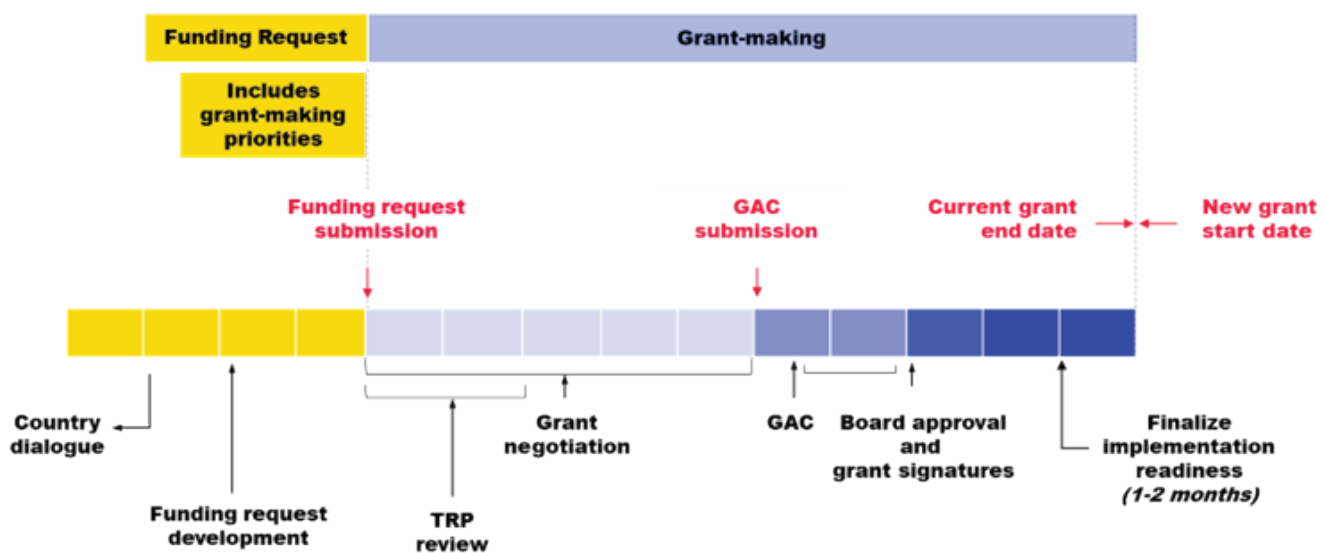 Funding Request
Grant-making
Includes
grant-making
priorities
Funding request
submission
GAC
submission
Current grant
end date
New grant
start date
Country
dialogue
Funding request
development
TRP
review
Grant
negotiation
GAC
Board approval
and
grant signatures
Finalize
implementation
readiness
(1-2 months)